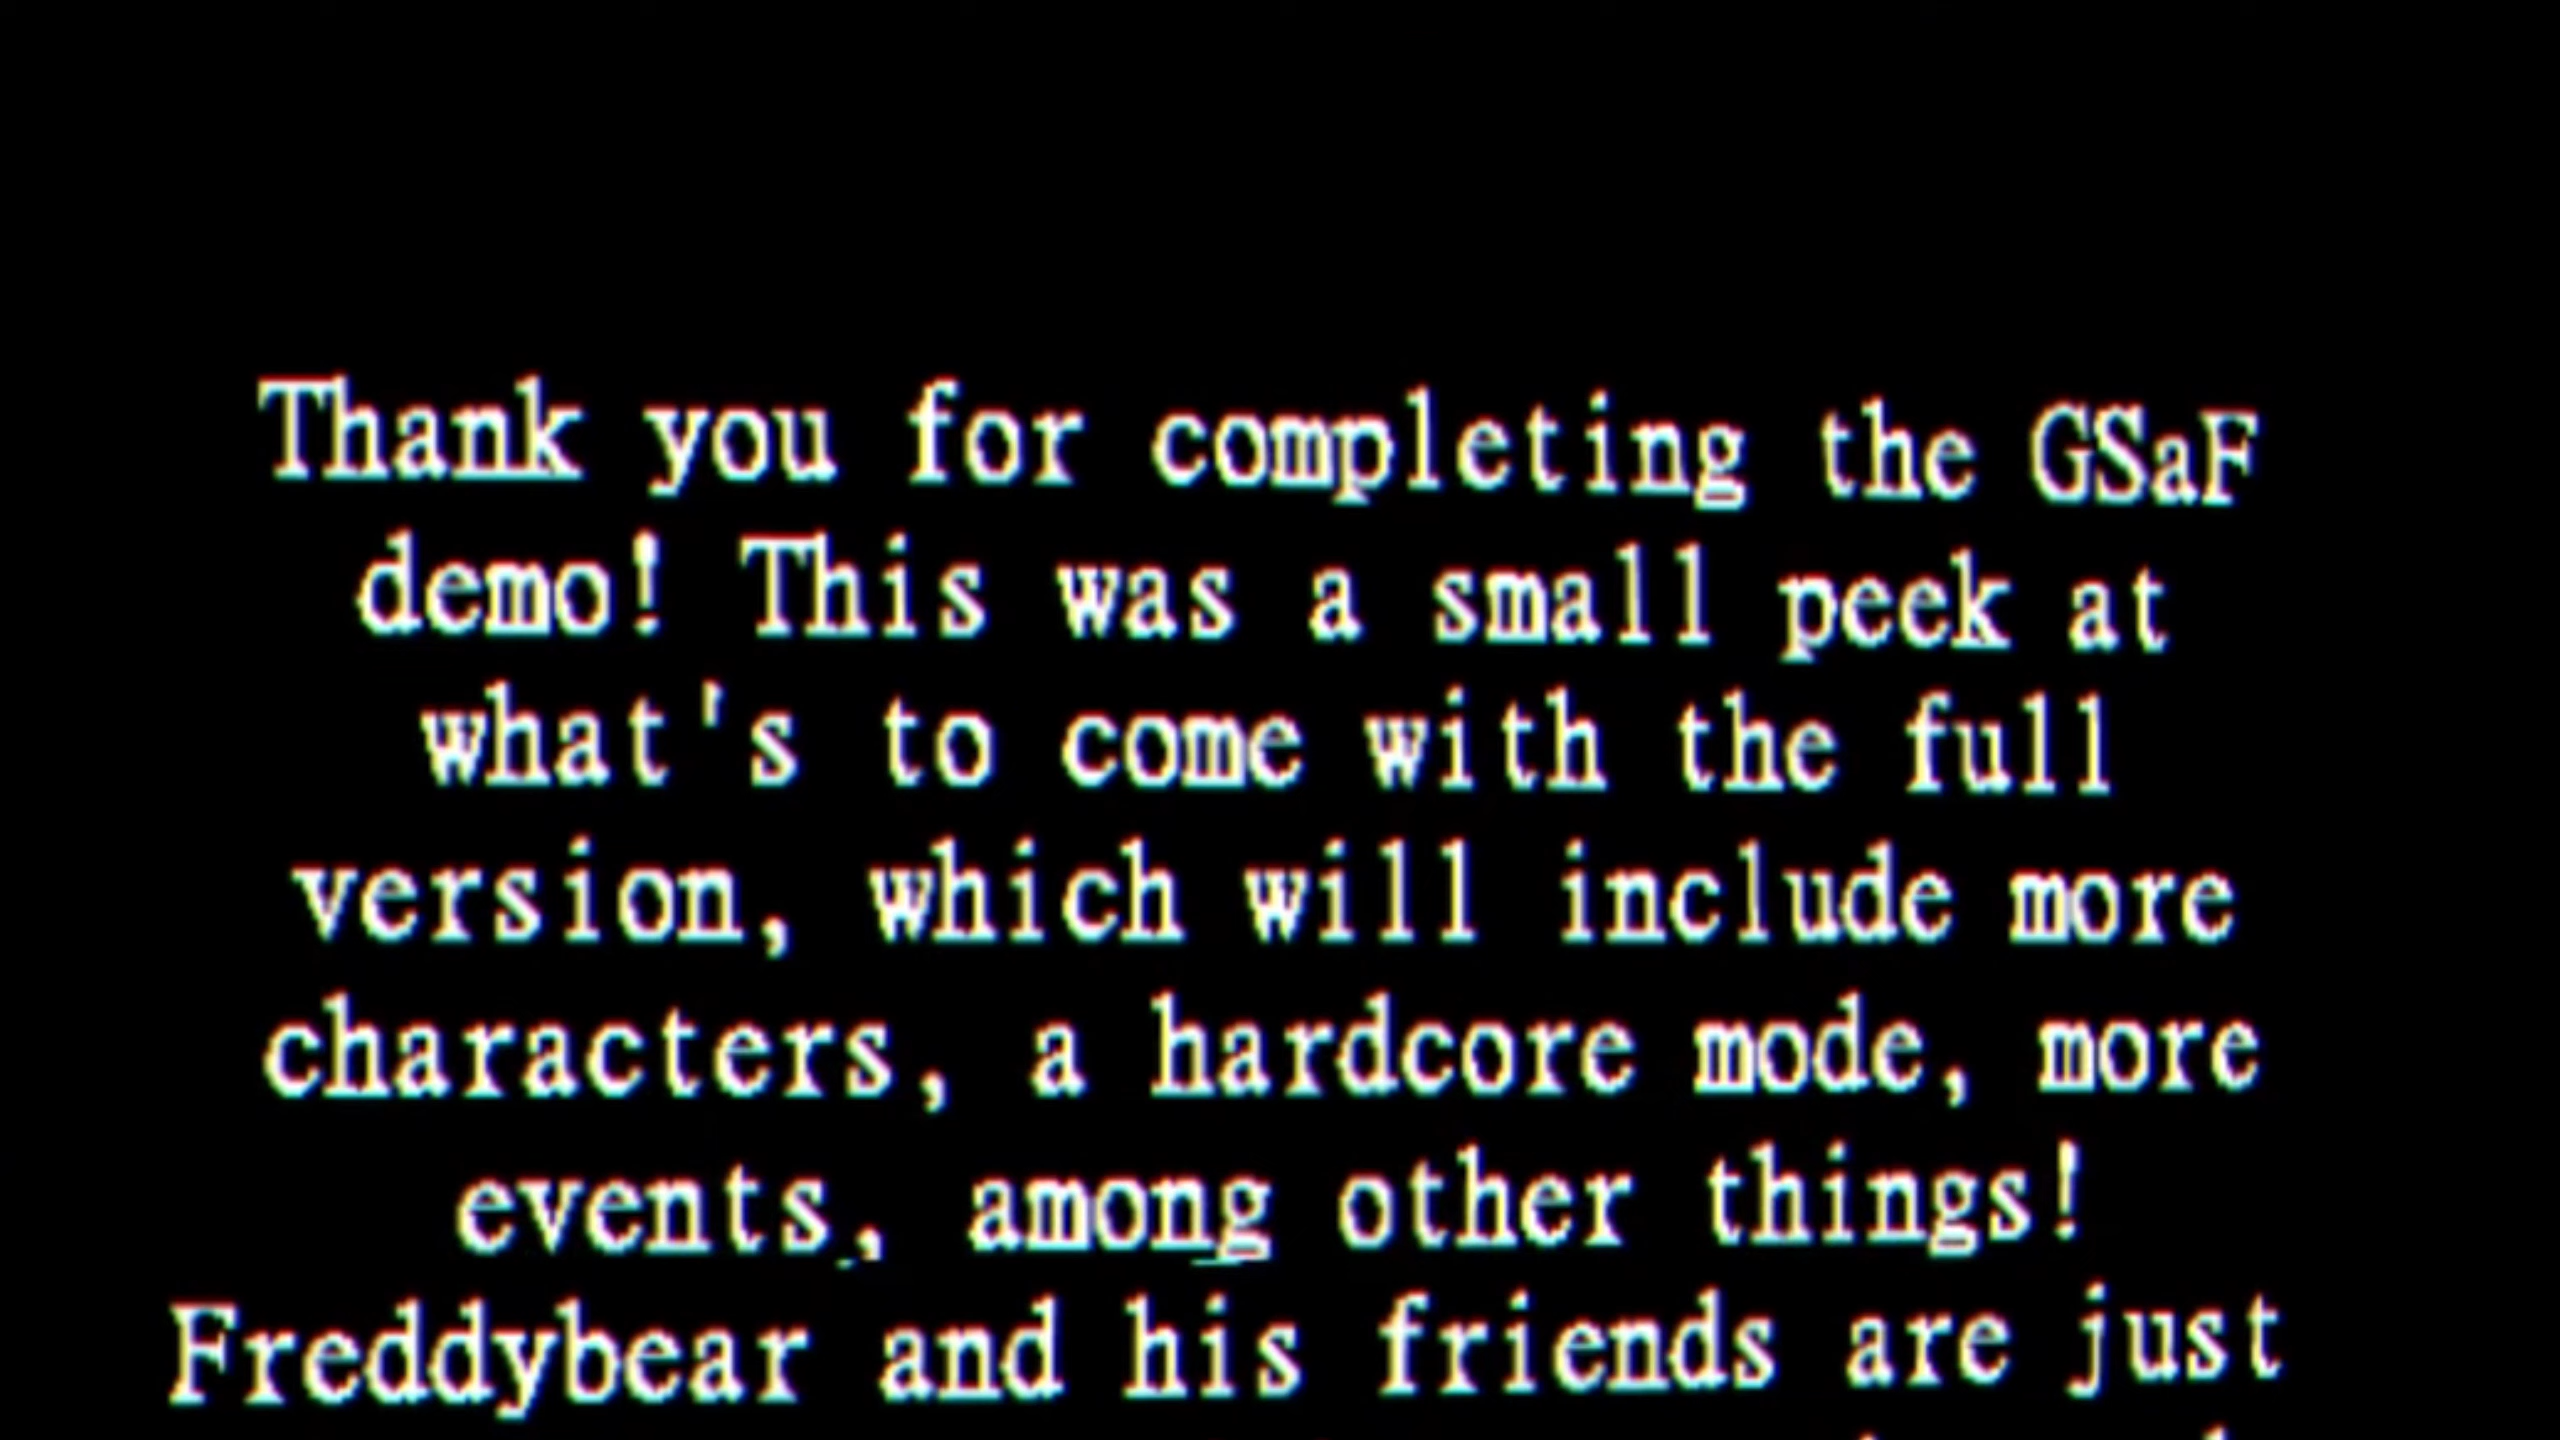 Thank you for completing the GSaF
demo! This was a small peek at
what's to come with the full
version, which will include more
characters, a hardcore mode, more
events, among other things!
Freddybear and his friends are just